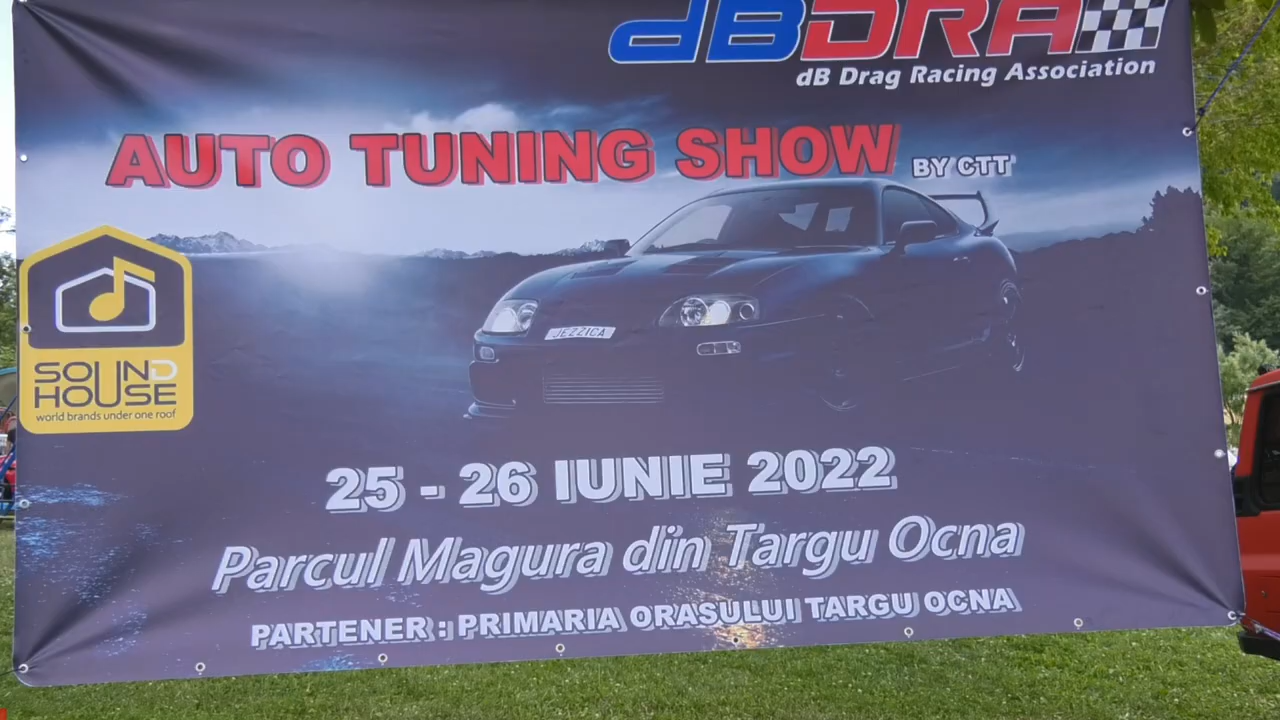 dBDRA
dB Drag Racing Association
AUTO TUNING SHOW BY CTT
JEZZICA
SOUND
HOUSE
world brands under one roof
25 - 26 IUNIE 2022
Parcul Magura din Targu Ocna
PARTENER : PRIMARIA ORASULUI TARGU OCNA